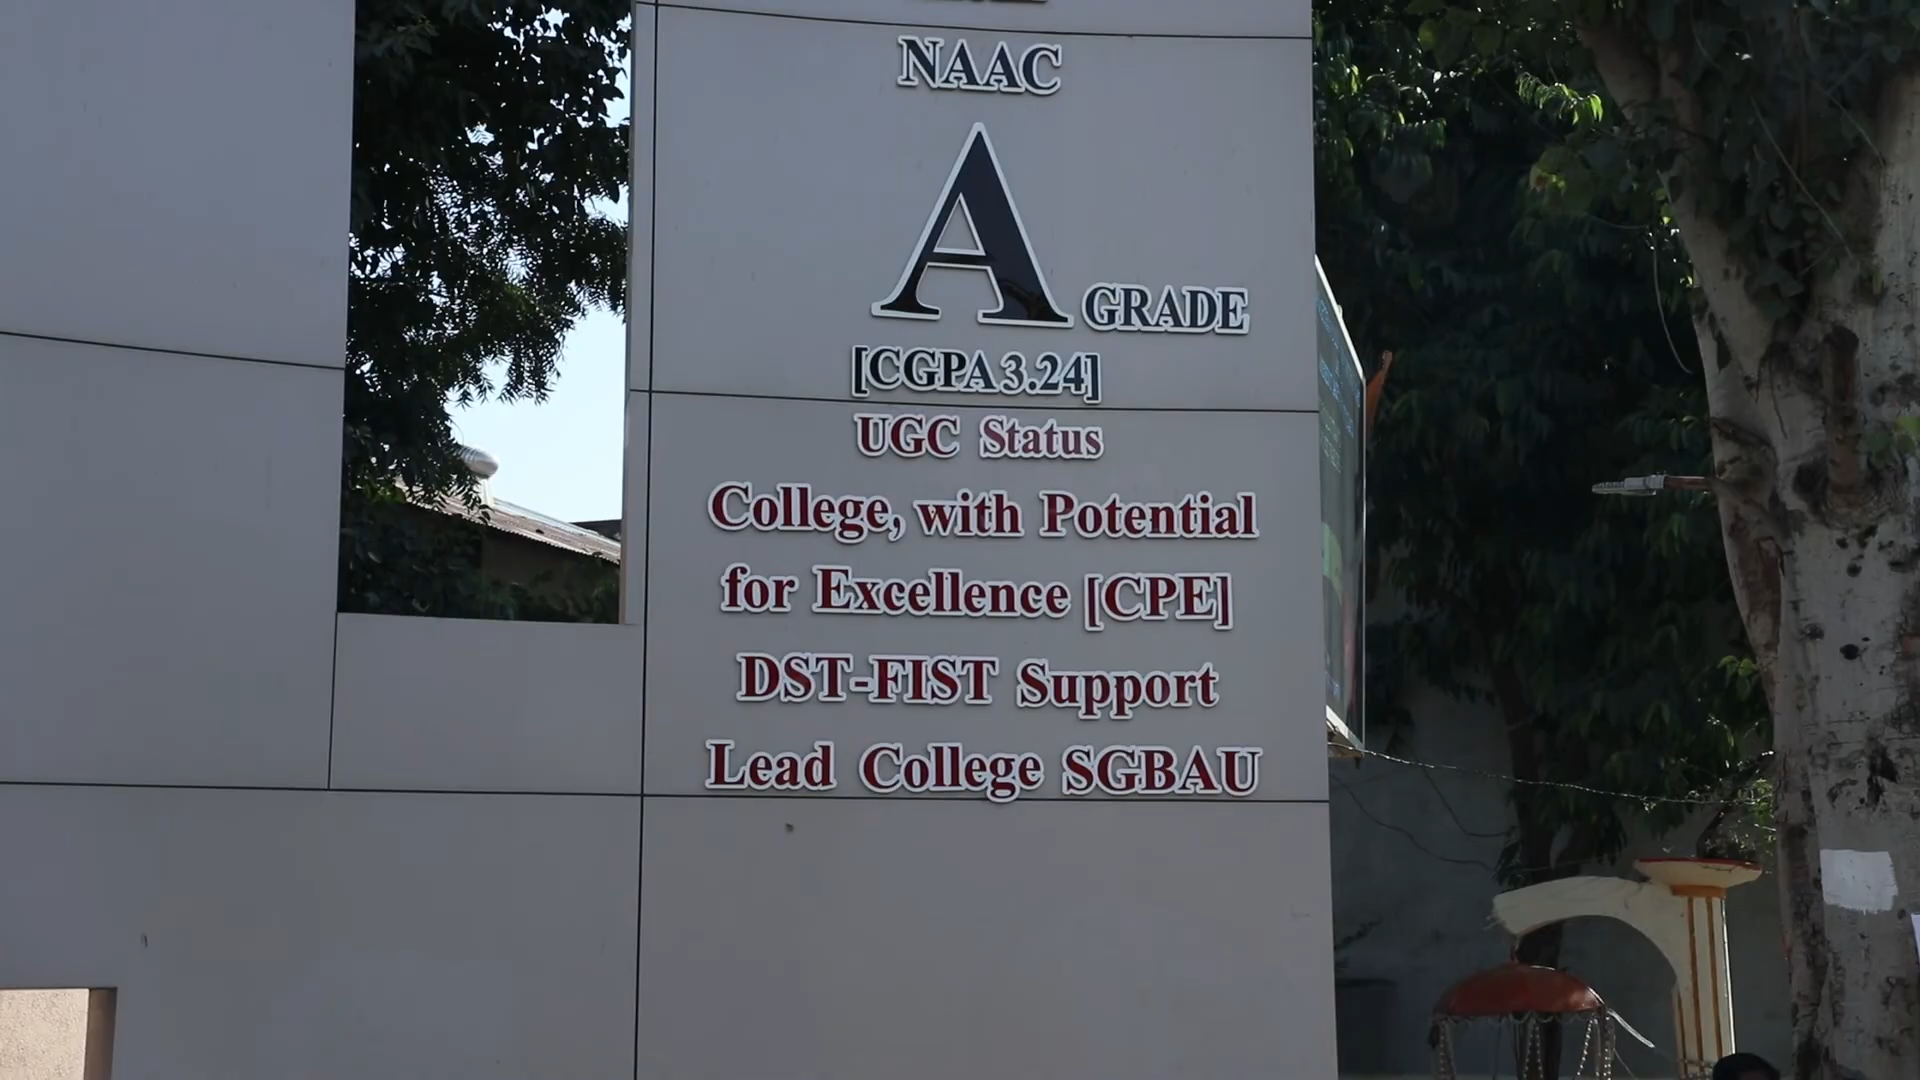 NAAC
A GRADE
[CGPA 3.24]
UGC Status
College, with Potential
for Excellence [CPE]
DST-FIST Support
Lead College SGBAU